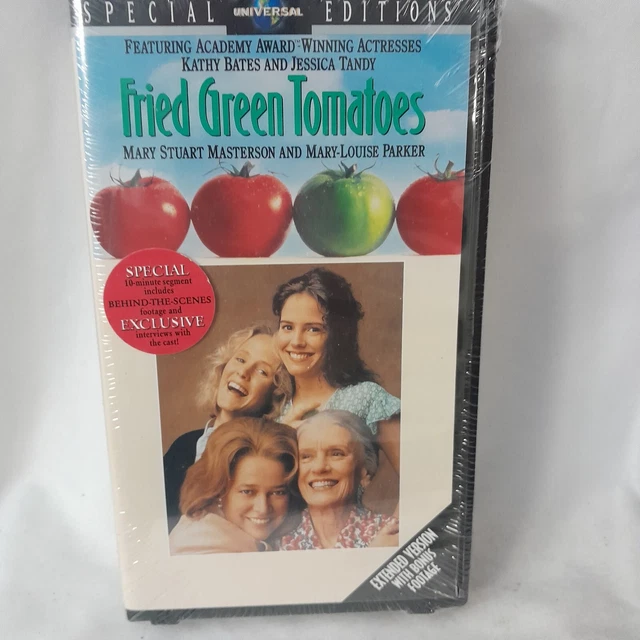 SPECIAL UNIVERSAL EDITIONS
FEATURING ACADEMY AWARD™ WINNING ACTRESSES
KATHY BATES AND JESSICA TANDY
Fried Green Tomatoes
MARY STUART MASTERSON AND MARY-LOUISE PARKER
SPECIAL
10-minute segment
includes
BEHIND-THE-SCENES
footage and
EXCLUSIVE
interviews with
the cast!
EXTENDED VERSION
WITH BONUS
FOOTAGE